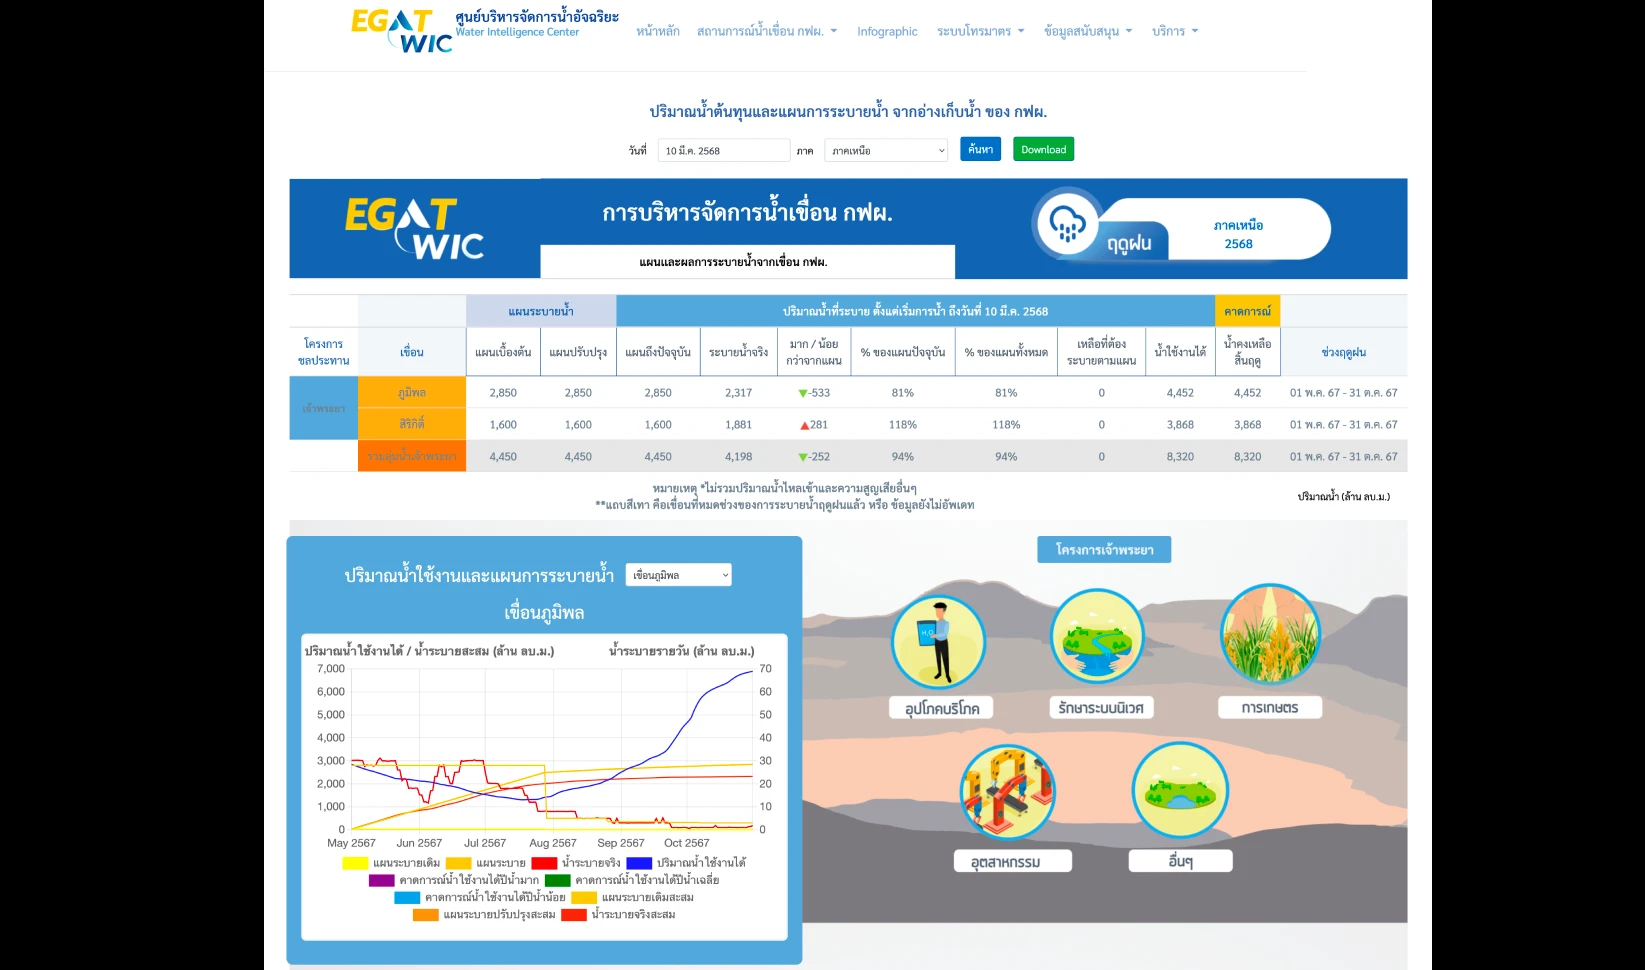 EGAT WIC ศูนย์บริหารจัดการน้ำอัจฉริยะ
Water Intelligence Center
หน้าหลัก สถานการณ์น้ำเขื่อน กฟผ. Infographic ระบบโทรมาตร ข้อมูลสนับสนุน บริการ
ปริมาณน้ำต้นทุนและแผนการระบายน้ำ จากอ่างเก็บน้ำ ของ กฟผ.
วันที่ 10 มี.ค. 2568 ภาค ภาคเหนือ ค้นหา Download
EGAT WIC
การบริหารจัดการน้ำเขื่อน กฟผ.
แผนและผลการระบายน้ำจากเขื่อน กฟผ.
ฤดูฝน
ภาคเหนือ
2568
แผนระบายน้ำ ปริมาณน้ำที่ระบาย ตั้งแต่เริ่มการน้ำ ถึงวันที่ 10 มี.ค. 2568 คาดการณ์
โครงการชลประทาน เขื่อน แผนเบื้องต้น แผนปรับปรุง แผนถึงปัจจุบัน ระบายน้ำจริง มาก / น้อย กว่าจากแผน % ของแผนปัจจุบัน % ของแผนทั้งหมด เหลือที่ต้องระบายตามแผน น้ำใช้งานได้ น้ำคงเหลือสิ้นฤดู ช่วงฤดูฝน
เจ้าพระยา
ภูมิพล 2,850 2,850 2,850 2,317 ▼-533 81% 81% 0 4,452 4,452 01 พ.ค. 67 - 31 ต.ค. 67
สิริกิติ์ 1,600 1,600 1,600 1,881 ▲281 118% 118% 0 3,868 3,868 01 พ.ค. 67 - 31 ต.ค. 67
รวมลุ่มน้ำเจ้าพระยา 4,450 4,450 4,450 4,198 ▼-252 94% 94% 0 8,320 8,320 01 พ.ค. 67 - 31 ต.ค. 67
หมายเหตุ *ไม่รวมปริมาณน้ำไหลเข้าและความสูญเสียอื่นๆ
**แถบสีเทา คือเขื่อนที่หมดช่วงของการระบายน้ำฤดูฝนแล้ว หรือ ข้อมูลยังไม่อัพเดท
ปริมาณน้ำ (ล้าน ลบ.ม.)
ปริมาณน้ำใช้งานและแผนการระบายน้ำ เขื่อนภูมิพล
เขื่อนภูมิพล
ปริมาณน้ำใช้งานได้ / น้ำระบายสะสม (ล้าน ลบ.ม.) น้ำระบายรายวัน (ล้าน ลบ.ม.)
7,000 70
6,000 60
5,000 50
4,000 40
3,000 30
2,000 20
1,000 10
0 0
May 2567 Jun 2567 Jul 2567 Aug 2567 Sep 2567 Oct 2567
แผนระบายเดิม แผนระบาย น้ำระบายจริง ปริมาณน้ำใช้งานได้
คาดการณ์น้ำใช้งานได้ปีน้ำมาก คาดการณ์น้ำใช้งานได้ปีน้ำเฉลี่ย
คาดการณ์น้ำใช้งานได้ปีน้ำน้อย แผนระบายเดิมสะสม
แผนระบายปรับปรุงสะสม น้ำระบายจริงสะสม
โครงการเจ้าพระยา
H₂O
อุปโภคบริโภค รักษาระบบนิเวศ การเกษตร
อุตสาหกรรม อื่นๆ